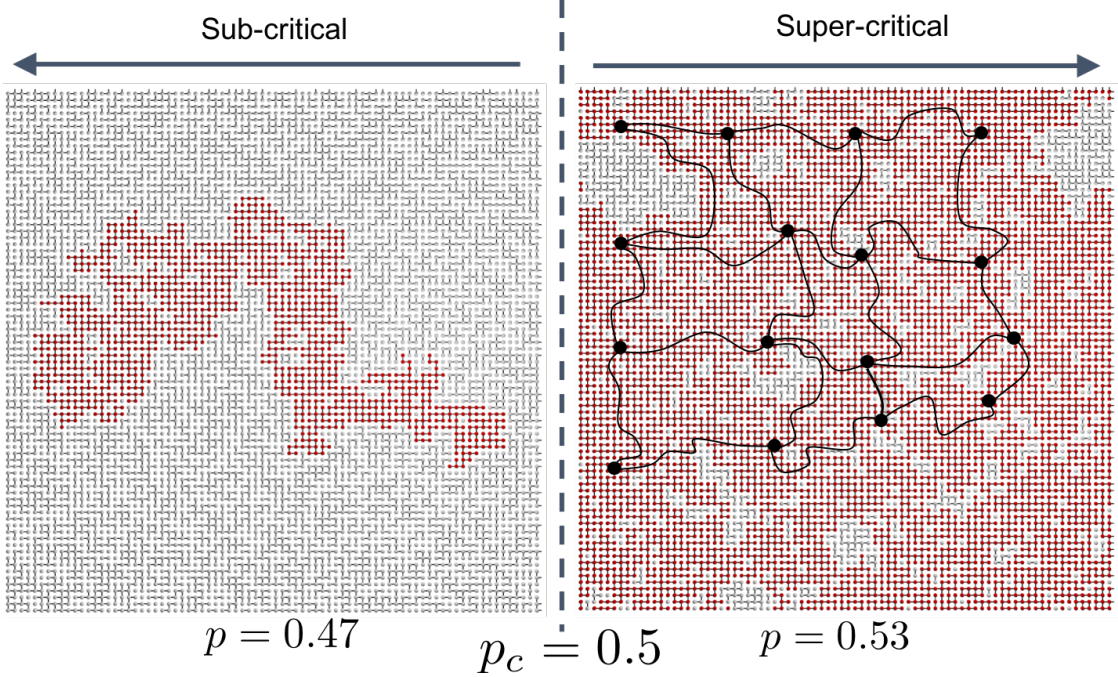 Sub-critical
Super-critical
p = 0.47
p_c = 0.5
p = 0.53